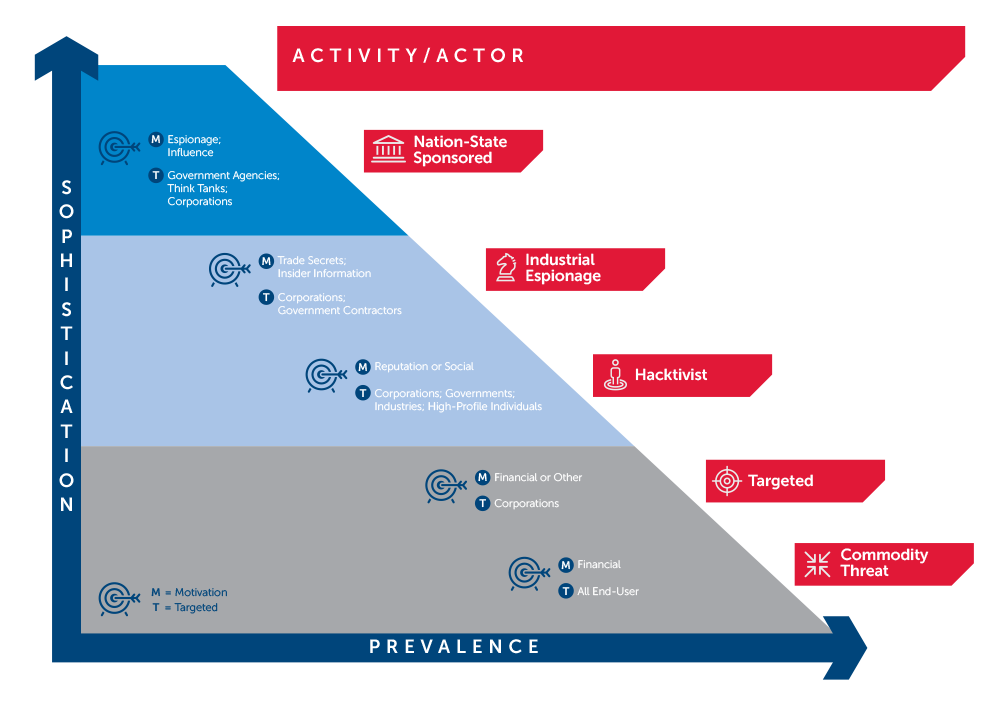 ACTIVITY/ACTOR
SOPHISTICATION
M Espionage;
Influence
T Government Agencies;
Think Tanks;
Corporations
Nation-State
Sponsored
M Trade Secrets;
Insider Information
T Corporations;
Government Contractors
Industrial
Espionage
M Reputation or Social
T Corporations; Governments;
Industries; High-Profile Individuals
Hacktivist
M Financial or Other
T Corporations
Targeted
M Financial
T All End-User
Commodity
Threat
M = Motivation
T = Targeted
PREVALENCE